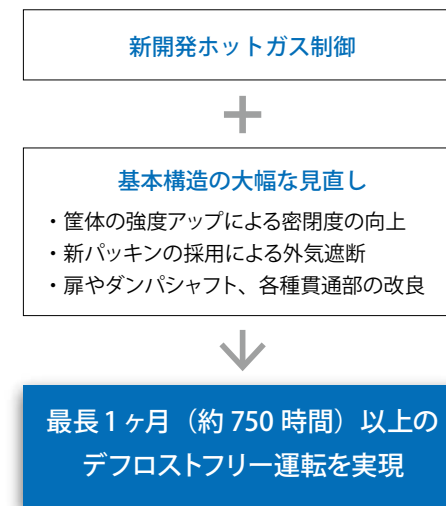 新開発ホットガス制御
+
基本構造の大幅な見直し
・筐体の強度アップによる密閉度の向上
・新パッキンの採用による外気遮断
・扉やダンパシャフト、各種貫通部の改良
最長1ヶ月（約750時間）以上の
デフロストフリー運転を実現